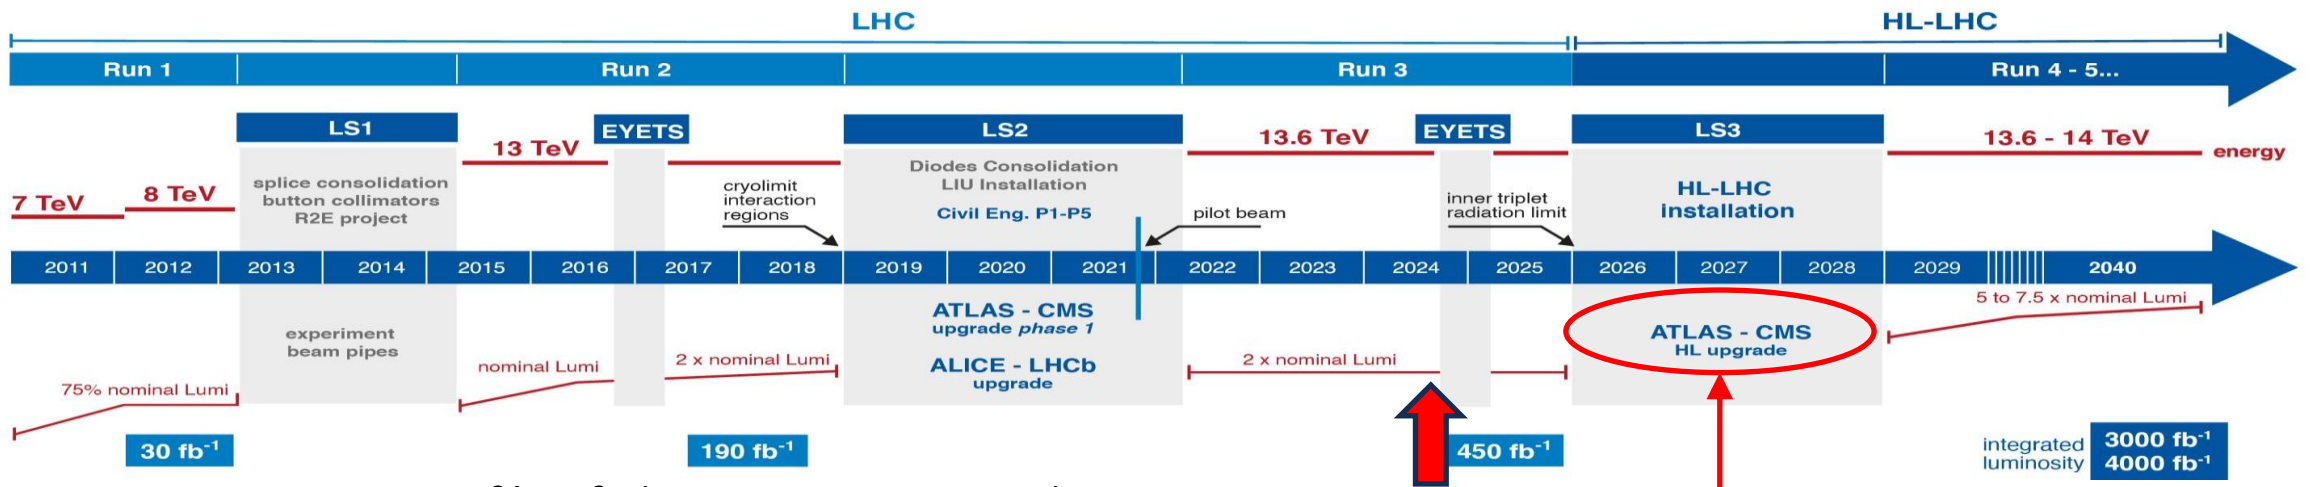 LHC
HL-LHC
Run 1
Run 2
Run 3
Run 4 - 5...
LS1
EYETS
LS2
EYETS
LS3
7 TeV
8 TeV
13 TeV
13.6 TeV
13.6 - 14 TeV
energy
splice consolidation
button collimators
R2E project
cryolimit
interaction
regions
Diodes Consolidation
LIU Installation
Civil Eng. P1-P5
pilot beam
inner triplet
radiation limit
HL-LHC
installation
2011 2012 2013 2014 2015 2016 2017 2018 2019 2020 2021 2022 2023 2024 2025 2026 2027 2028 2029 2040
experiment
beam pipes
75% nominal Lumi
nominal Lumi
2 x nominal Lumi
ATLAS - CMS
upgrade phase 1
ALICE - LHCb
upgrade
2 x nominal Lumi
ATLAS - CMS
HL upgrade
5 to 7.5 x nominal Lumi
30 fb⁻¹
190 fb⁻¹
450 fb⁻¹
integrated
luminosity
3000 fb⁻¹
4000 fb⁻¹